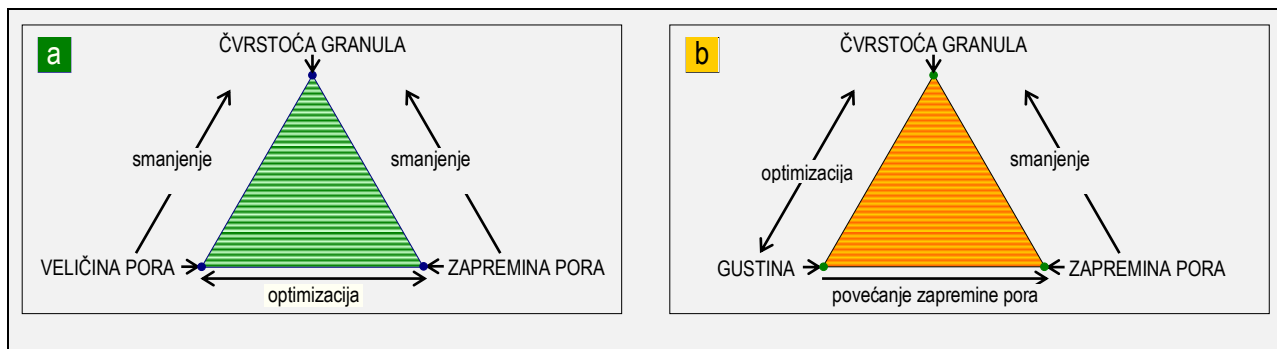 a
ČVRSTOĆA GRANULA
smanjenje
smanjenje
VELIČINA PORA
ZAPREMINA PORA
optimizacija
b
ČVRSTOĆA GRANULA
optimizacija
smanjenje
GUSTINA
ZAPREMINA PORA
povećanje zapremine pora